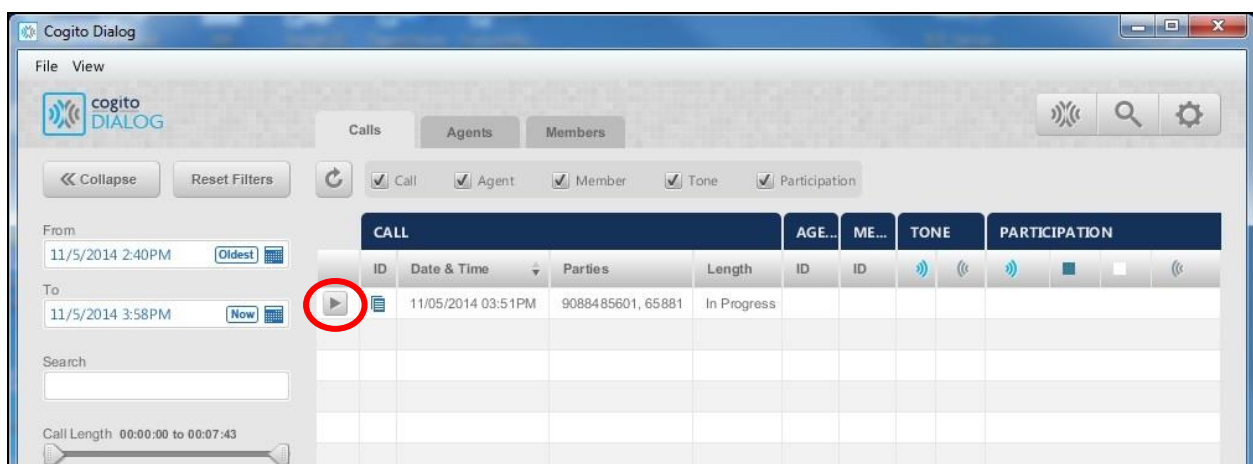 Cogito Dialog
File View
cogito
DIALOG
Calls Agents Members
Collapse Reset Filters
Call Agent Member Tone Participation
From
11/5/2014 2:40PM Oldest
To
11/5/2014 3:58PM Now
Search
Call Length 00:00:00 to 00:07:43
CALL AGE... ME... TONE PARTICIPATION
ID Date & Time Parties Length ID ID
11/05/2014 03:51PM 9088485601, 65881 In Progress